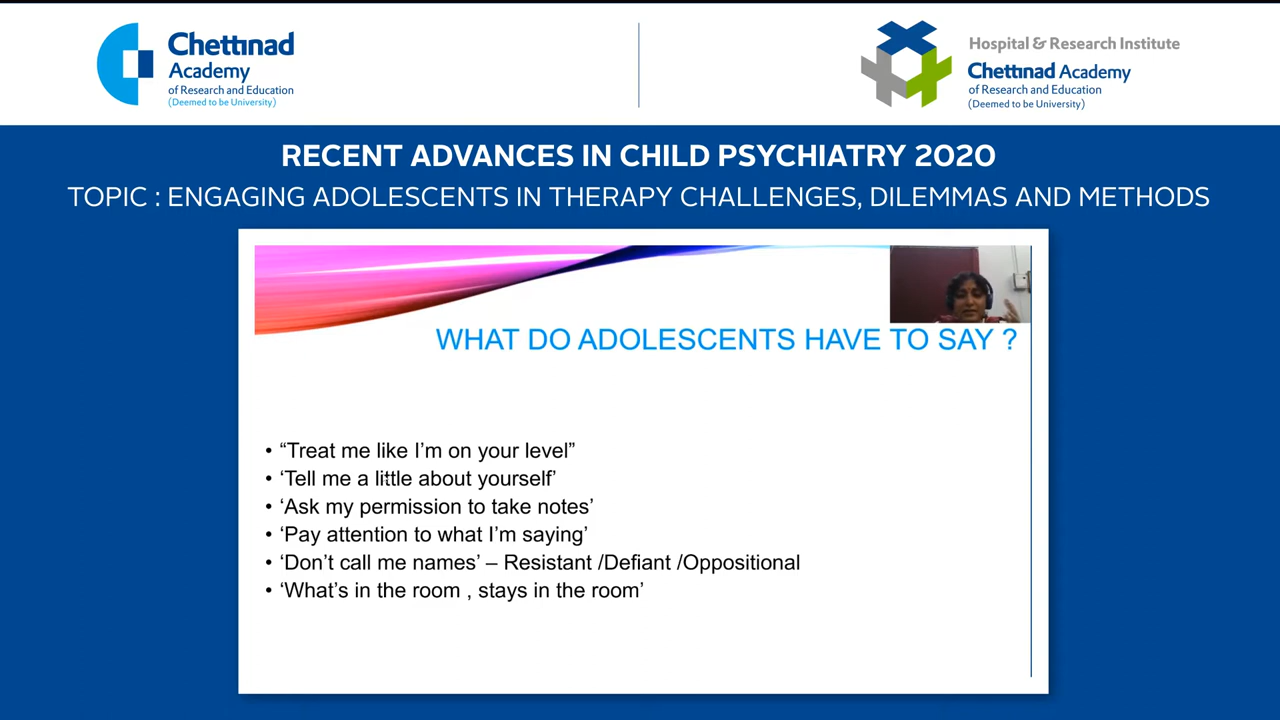 Chettinad
Academy
of Research and Education
(Deemed to be University)
Hospital & Research Institute
Chettinad Academy
of Research and Education
(Deemed to be University)
RECENT ADVANCES IN CHILD PSYCHIATRY 2020
TOPIC : ENGAGING ADOLESCENTS IN THERAPY CHALLENGES, DILEMMAS AND METHODS
WHAT DO ADOLESCENTS HAVE TO SAY ?
• “Treat me like I’m on your level”
• ‘Tell me a little about yourself’
• ‘Ask my permission to take notes’
• ‘Pay attention to what I’m saying’
• ‘Don’t call me names’ – Resistant /Defiant /Oppositional
• ‘What’s in the room , stays in the room’